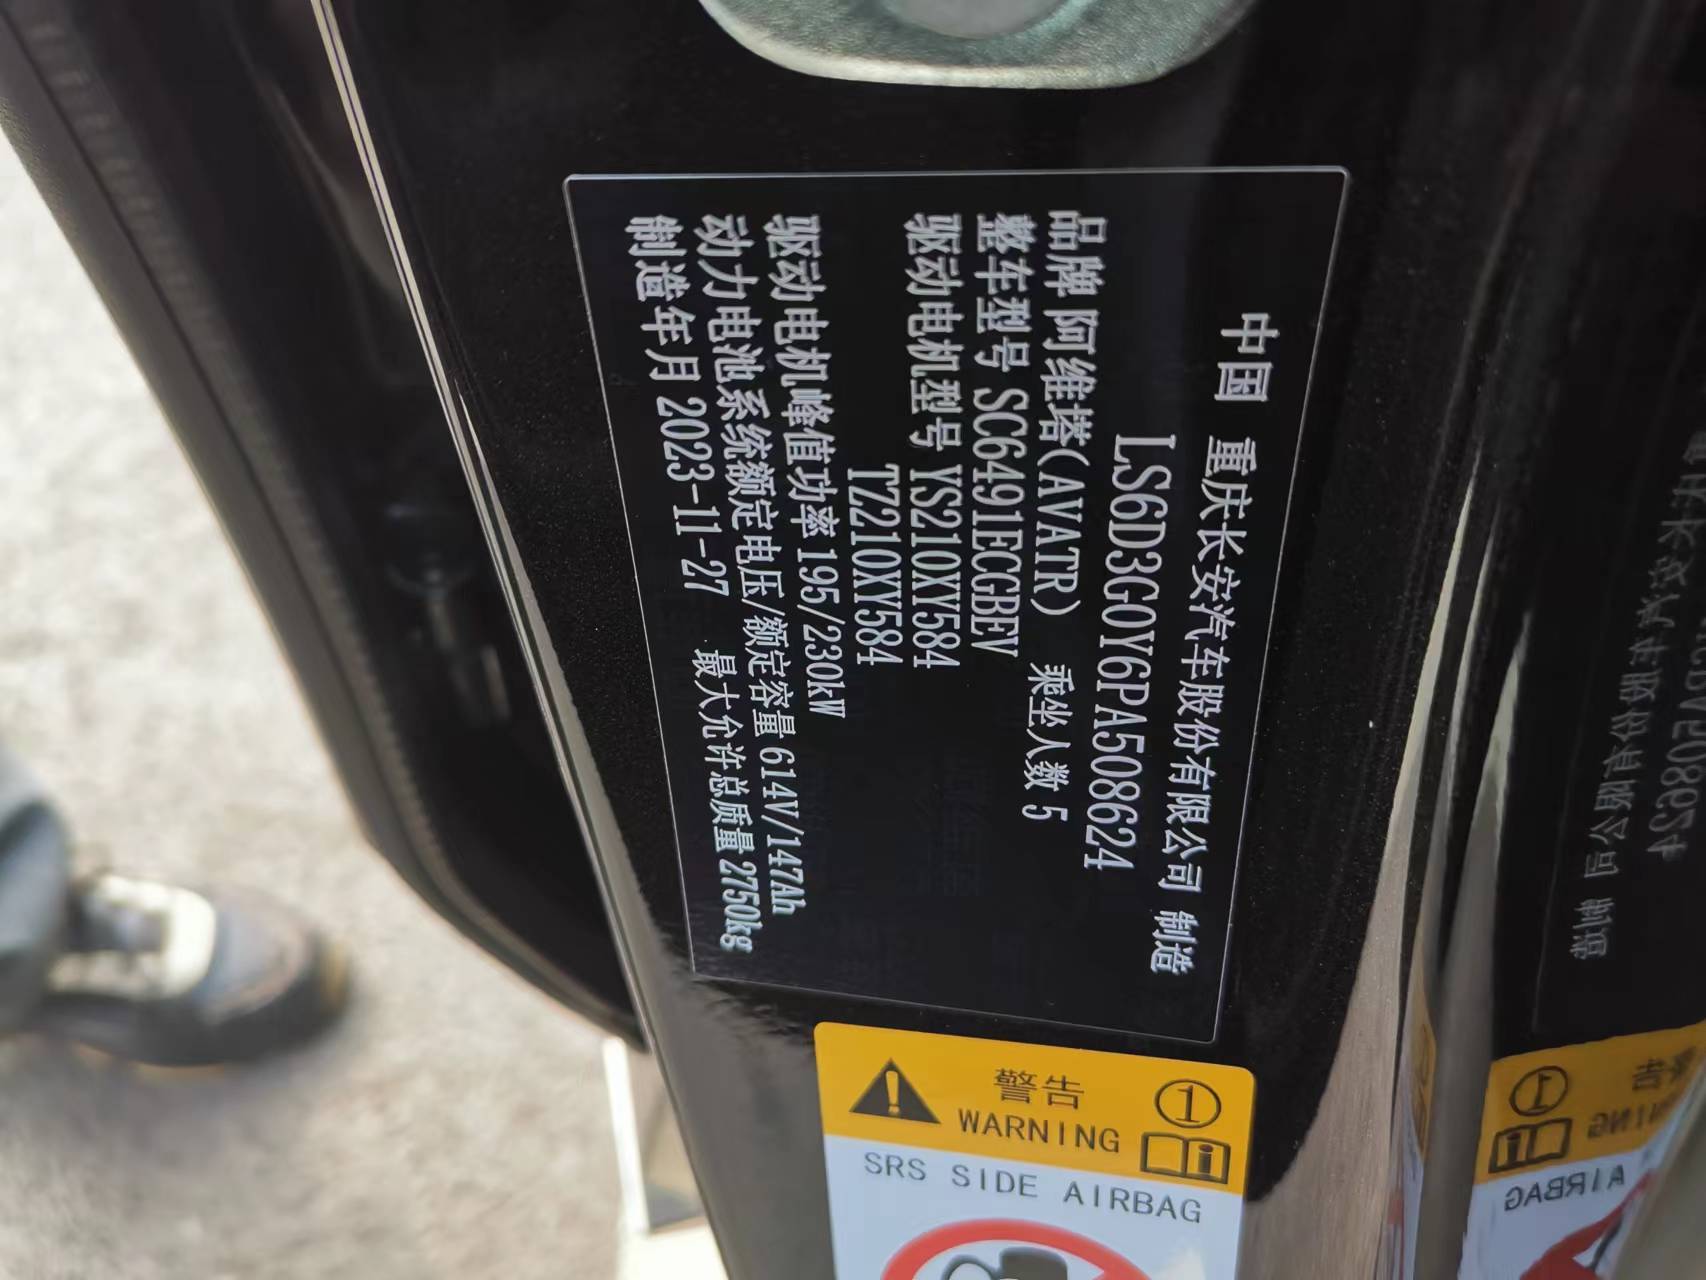 中国 重庆长安汽车股份有限公司 制造
LS6D3G0Y6PA508624
品牌 阿维塔(AVATR) 乘坐人数 5
整车型号 SC6491ECGBEV
驱动电机型号 YS210XY584
TZ210XY584
驱动电机峰值功率 195/230kW
动力电池系统额定电压/额定容量 614V/147Ah
制造年月 2023-11-27 最大允许总质量 2750kg
警告 ①
WARNING
SRS SIDE AIRBAG